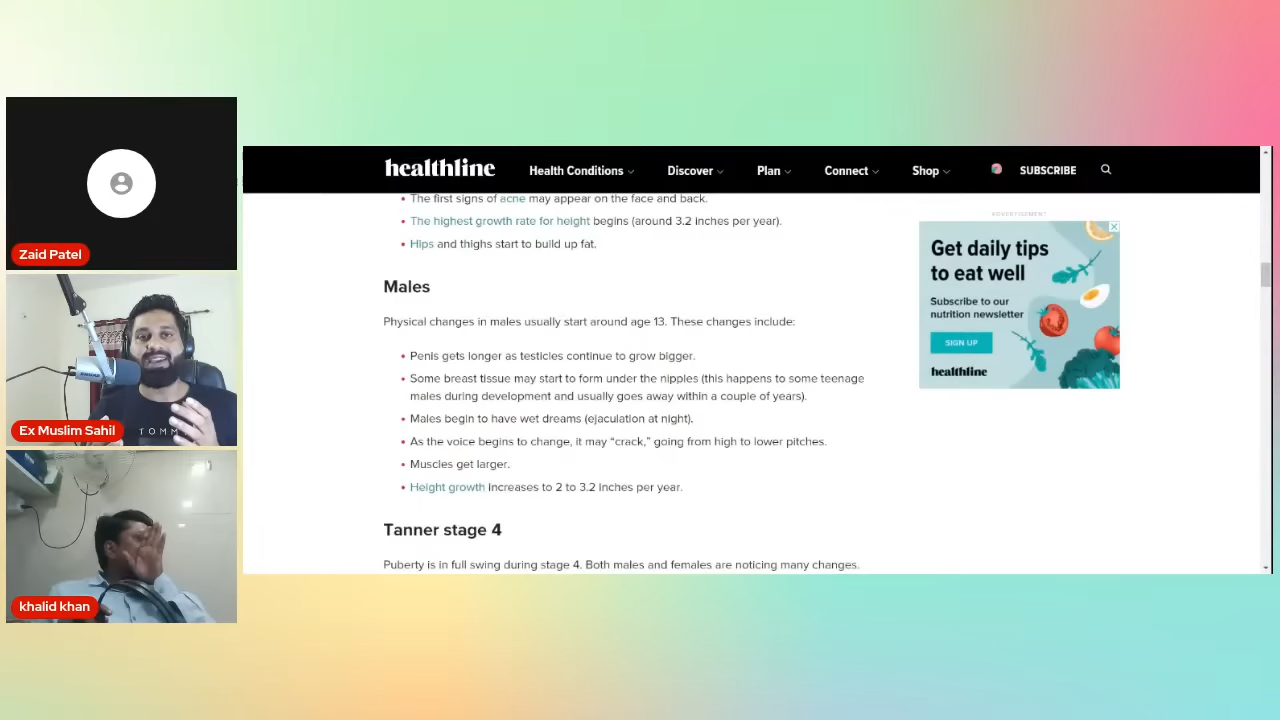 Zaid Patel
Ex Muslim Sahil
TOMM
khalid khan
healthline
Health Conditions
Discover
Plan
Connect
Shop
SUBSCRIBE
• The first signs of acne may appear on the face and back.
• The highest growth rate for height begins (around 3.2 inches per year).
• Hips and thighs start to build up fat.
Males
Physical changes in males usually start around age 13. These changes include:
• Penis gets longer as testicles continue to grow bigger.
• Some breast tissue may start to form under the nipples (this happens to some teenage
males during development and usually goes away within a couple of years).
• Males begin to have wet dreams (ejaculation at night).
• As the voice begins to change, it may “crack,” going from high to lower pitches.
• Muscles get larger.
• Height growth increases to 2 to 3.2 inches per year.
Tanner stage 4
Puberty is in full swing during stage 4. Both males and females are noticing many changes.
ADVERTISEMENT
Get daily tips
to eat well
Subscribe to our
nutrition newsletter
SIGN UP
healthline